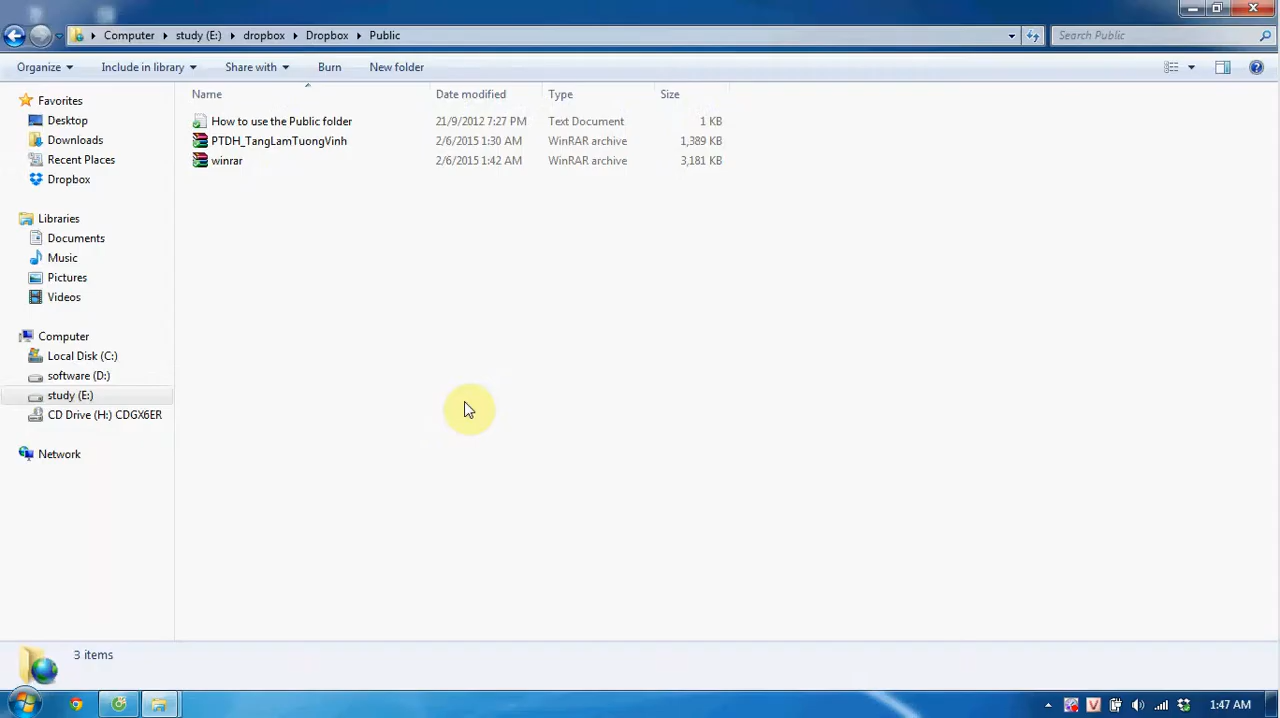 Computer study (E:) dropbox Dropbox Public
Search Public
Organize Include in library Share with Burn New folder
Name Date modified Type Size
Favorites
Desktop
Downloads
Recent Places
Dropbox
Libraries
Documents
Music
Pictures
Videos
Computer
Local Disk (C:)
software (D:)
study (E:)
CD Drive (H:) CDGX6ER
Network
How to use the Public folder 21/9/2012 7:27 PM Text Document 1 KB
PTDH_TangLamTuongVinh 2/6/2015 1:30 AM WinRAR archive 1,389 KB
winrar 2/6/2015 1:42 AM WinRAR archive 3,181 KB
3 items
V
1:47 AM